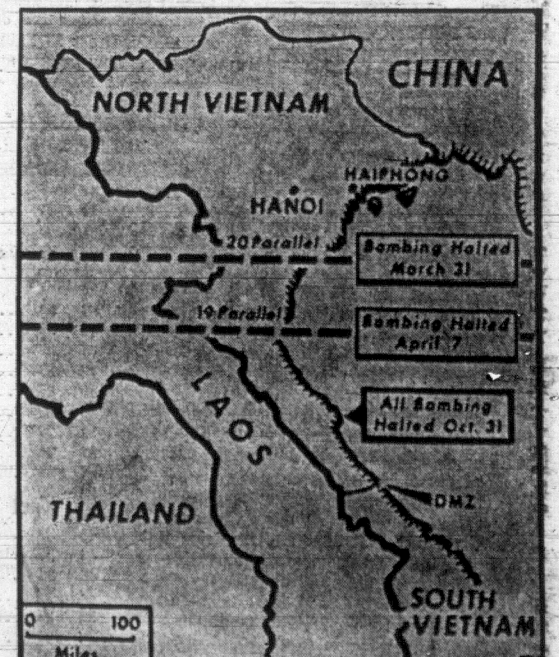 CHINA
NORTH VIETNAM
HAIPHONG
HANOI
20 Parallel
Bombing Halted
March 31
19 Parallel
Bombing Halted
April 7
LAOS
All Bombing
Halted Oct. 31
DMZ
THAILAND
SOUTH
VIETNAM
0 100
Miles